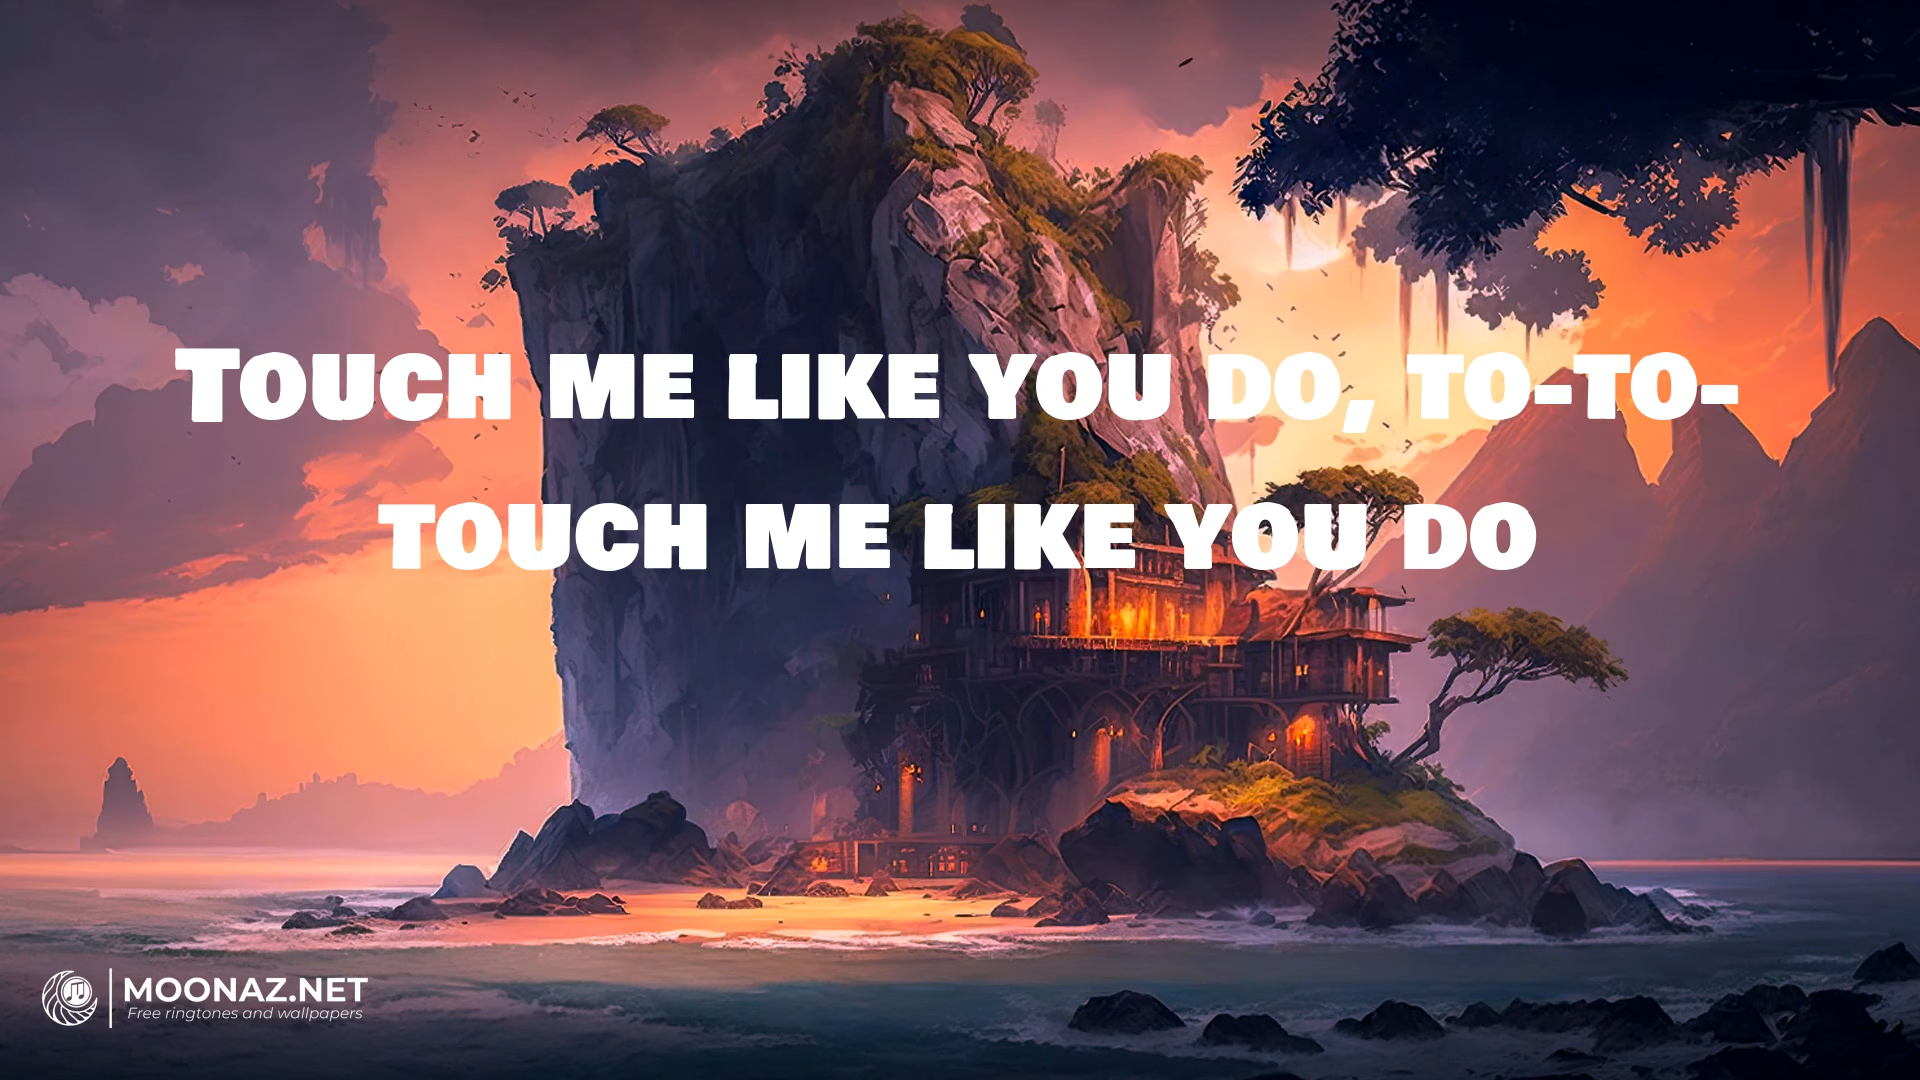 Touch me like you do, to-to-
touch me like you do
MOONAZ.NET
Free ringtones and wallpapers